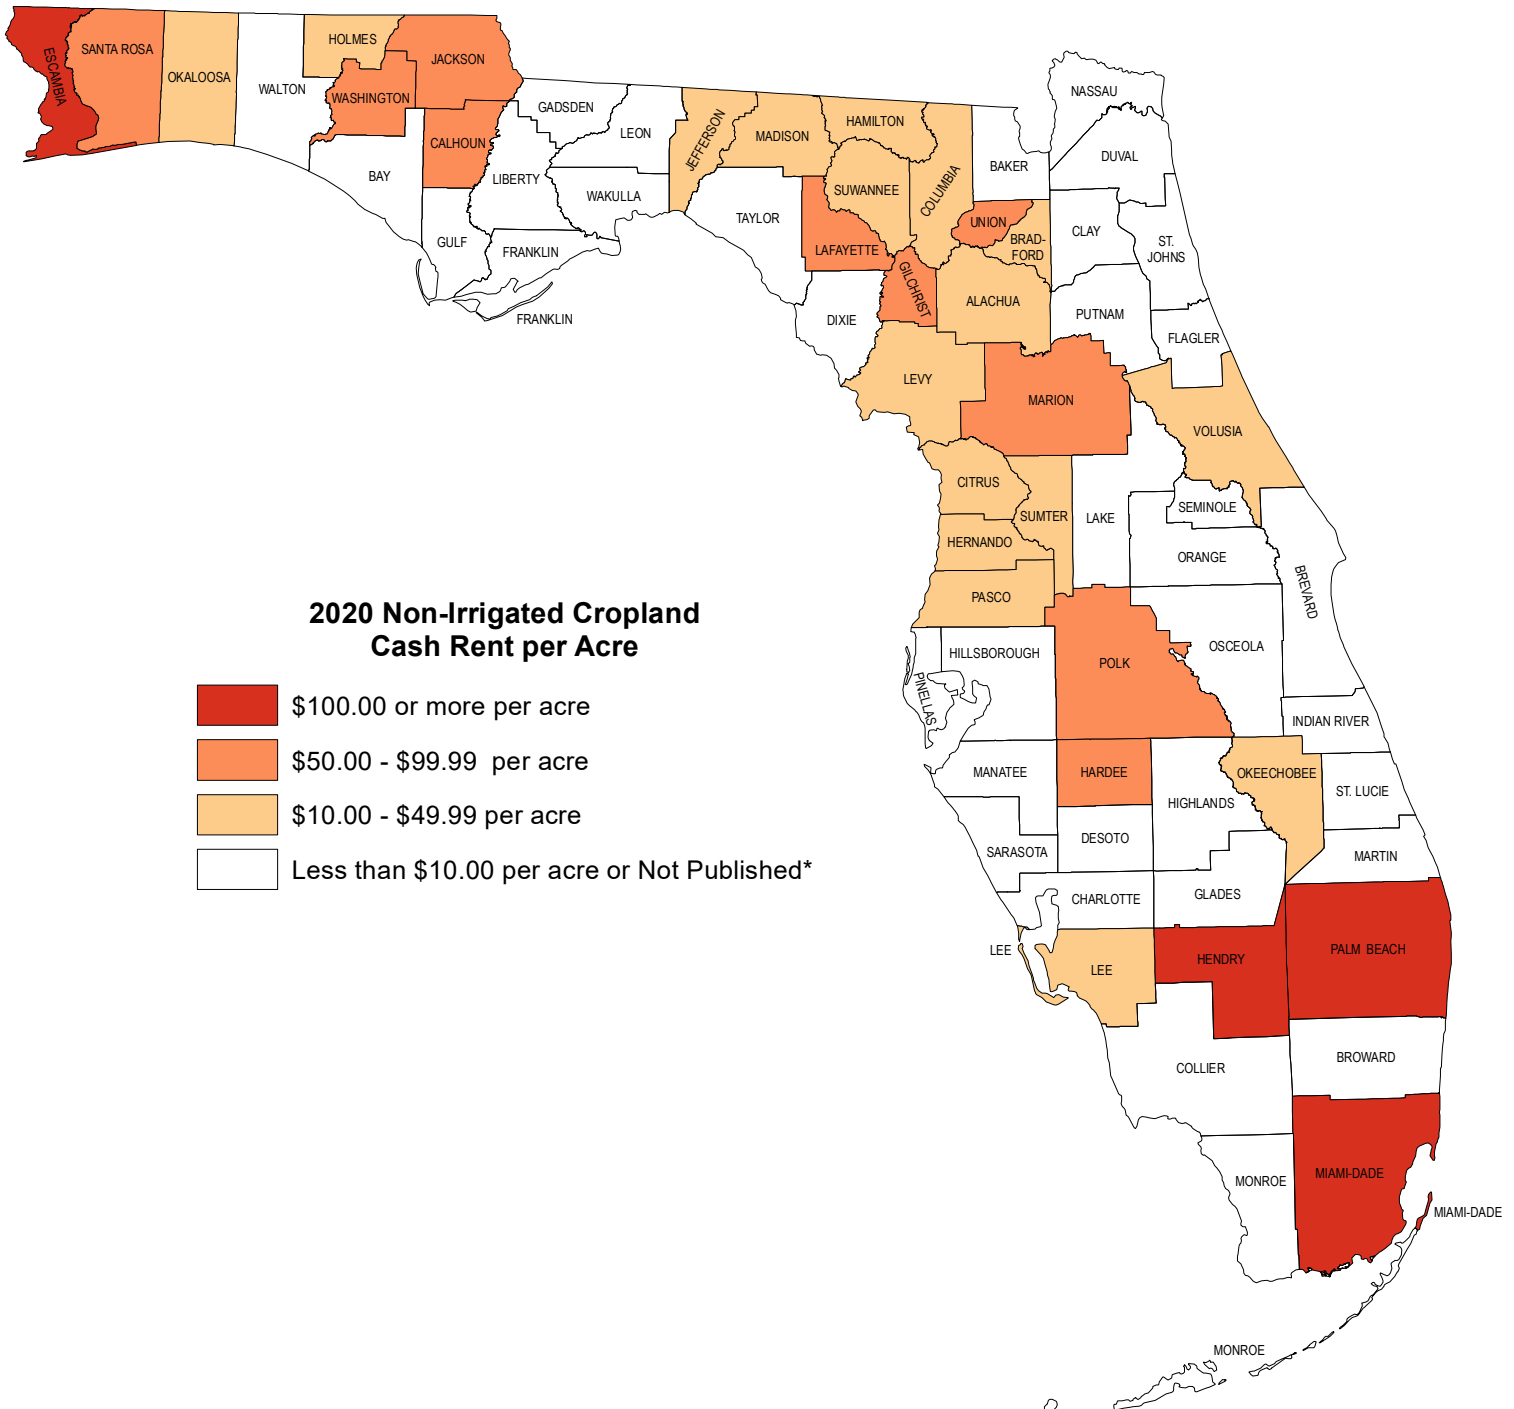 ESCAMBIA
SANTA ROSA
OKALOOSA
WALTON
HOLMES
JACKSON
WASHINGTON
CALHOUN
BAY
GULF
GADSDEN
LIBERTY
LEON
WAKULLA
FRANKLIN
FRANKLIN
JEFFERSON
MADISON
HAMILTON
TAYLOR
SUWANNEE
COLUMBIA
LAFAYETTE
BAKER
NASSAU
DUVAL
UNION
BRAD-
FORD
CLAY
ST.
JOHNS
GILCHRIST
ALACHUA
DIXIE
PUTNAM
FLAGLER
LEVY
MARION
VOLUSIA
CITRUS
SUMTER
LAKE
SEMINOLE
HERNANDO
ORANGE
BREVARD
PASCO
2020 Non-Irrigated Cropland
Cash Rent per Acre
$100.00 or more per acre
$50.00 - $99.99  per acre
$10.00 - $49.99 per acre
Less than $10.00 per acre or Not Published*
HILLSBOROUGH
PINELLAS
POLK
OSCEOLA
INDIAN RIVER
MANATEE
HARDEE
HIGHLANDS
OKEECHOBEE
ST. LUCIE
SARASOTA
DESOTO
MARTIN
CHARLOTTE
GLADES
LEE
LEE
HENDRY
PALM BEACH
COLLIER
BROWARD
MONROE
MIAMI-DADE
MIAMI-DADE
MONROE